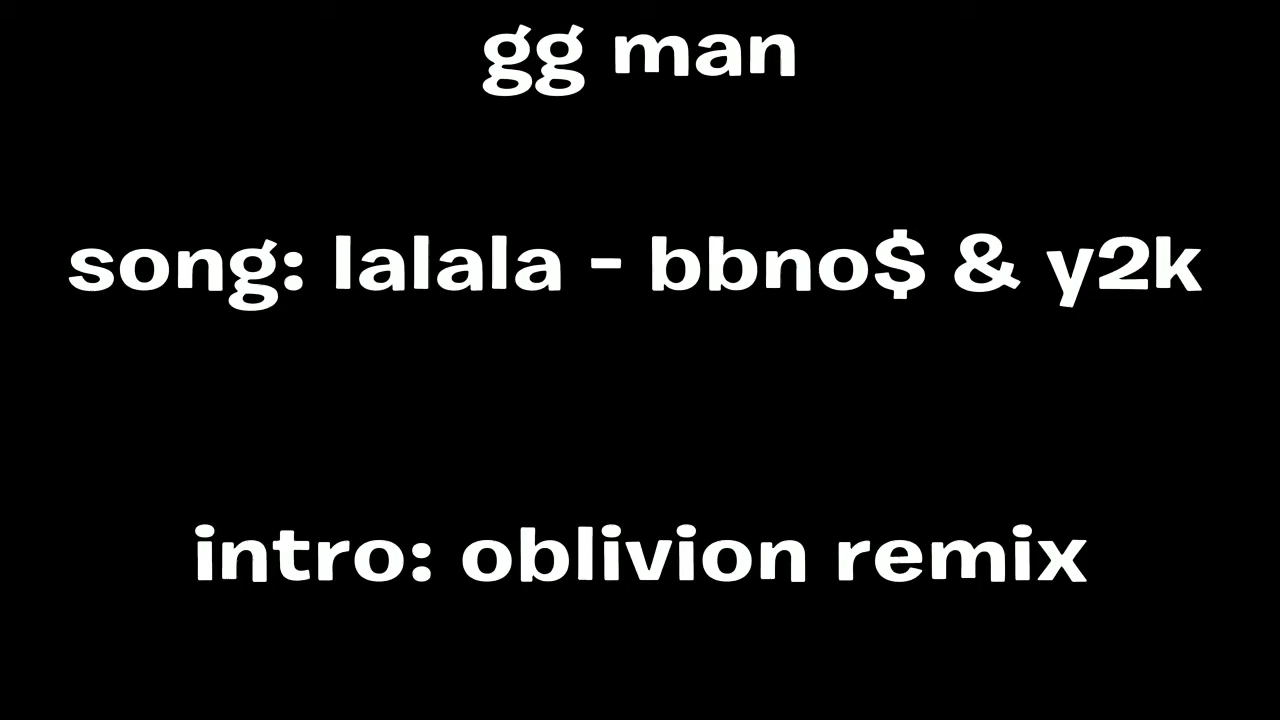 gg man
song: lalala - bbno$ & y2k
intro: oblivion remix